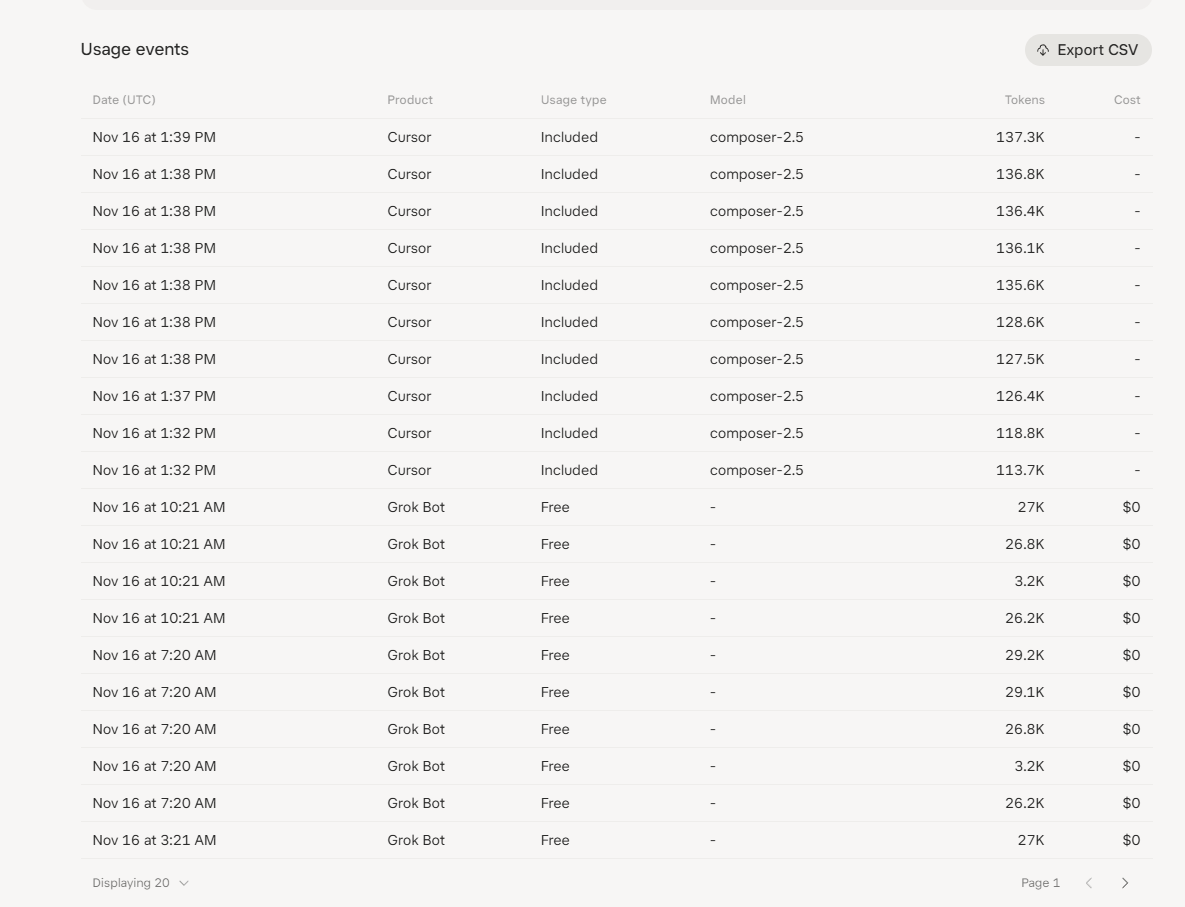 Usage events
Export CSV
Date (UTC) Product Usage type Model Tokens Cost
Nov 16 at 1:39 PM Cursor Included composer-2.5 137.3K -
Nov 16 at 1:38 PM Cursor Included composer-2.5 136.8K -
Nov 16 at 1:38 PM Cursor Included composer-2.5 136.4K -
Nov 16 at 1:38 PM Cursor Included composer-2.5 136.1K -
Nov 16 at 1:38 PM Cursor Included composer-2.5 135.6K -
Nov 16 at 1:38 PM Cursor Included composer-2.5 128.6K -
Nov 16 at 1:38 PM Cursor Included composer-2.5 127.5K -
Nov 16 at 1:37 PM Cursor Included composer-2.5 126.4K -
Nov 16 at 1:32 PM Cursor Included composer-2.5 118.8K -
Nov 16 at 1:32 PM Cursor Included composer-2.5 113.7K -
Nov 16 at 10:21 AM Grok Bot Free - 27K $0
Nov 16 at 10:21 AM Grok Bot Free - 26.8K $0
Nov 16 at 10:21 AM Grok Bot Free - 3.2K $0
Nov 16 at 10:21 AM Grok Bot Free - 26.2K $0
Nov 16 at 7:20 AM Grok Bot Free - 29.2K $0
Nov 16 at 7:20 AM Grok Bot Free - 29.1K $0
Nov 16 at 7:20 AM Grok Bot Free - 26.8K $0
Nov 16 at 7:20 AM Grok Bot Free - 3.2K $0
Nov 16 at 7:20 AM Grok Bot Free - 26.2K $0
Nov 16 at 3:21 AM Grok Bot Free - 27K $0
Displaying 20 Page 1